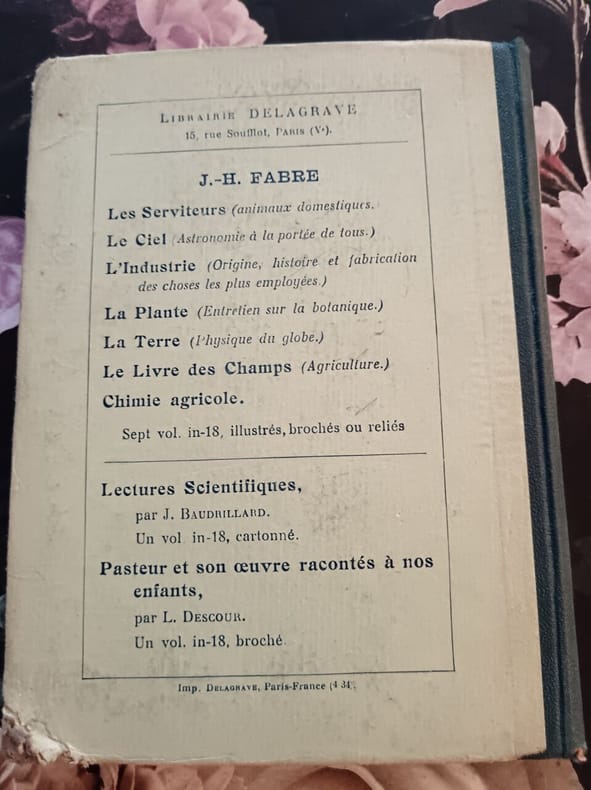 LIBRAIRIE DELAGRAVE
15, rue Soufflot, PARIS (Vᵉ).
J.-H. FABRE
Les Serviteurs (animaux domestiques.
Le Ciel (Astronomie à la portée de tous.)
L'Industrie (Origine, histoire et fabrication
des choses les plus employées.)
La Plante (Entretien sur la botanique.)
La Terre (Physique du globe.)
Le Livre des Champs (Agriculture.)
Chimie agricole.
Sept vol. in-18, illustrés, brochés ou reliés
Lectures Scientifiques,
par J. BAUDRILLARD.
Un vol. in-18, cartonné.
Pasteur et son œuvre racontés à nos
enfants,
par L. DESCOUR.
Un vol. in-18, broché
Imp. DELAGRAVE, Paris-France (4 34).